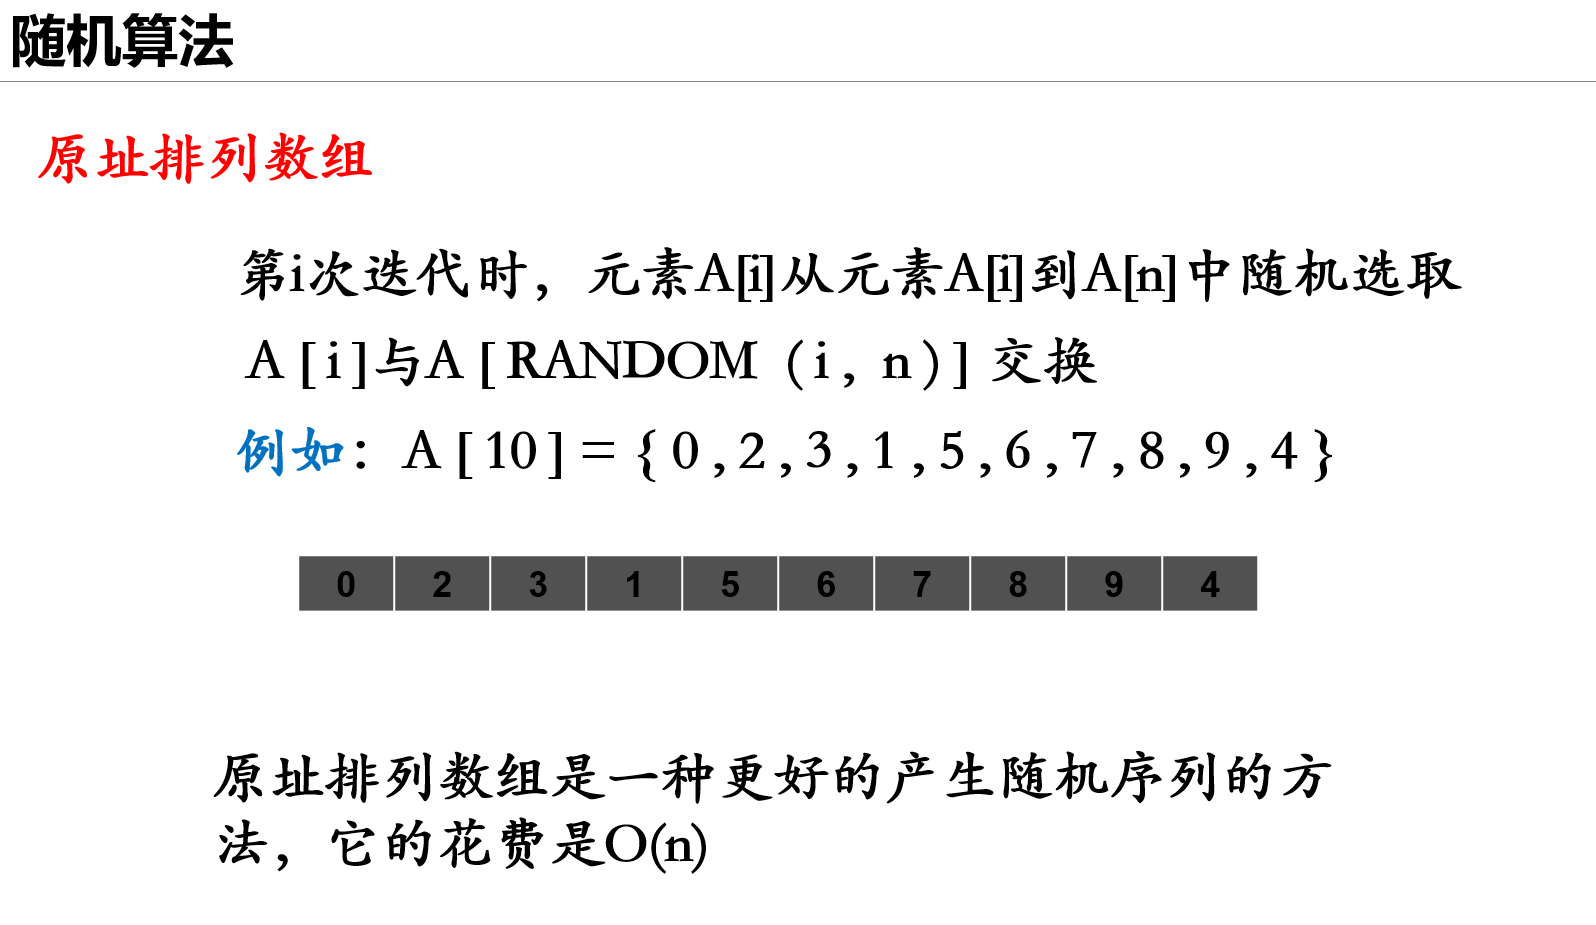 随机算法
原址排列数组
第i次迭代时，元素A[i]从元素A[i]到A[n]中随机选取
A[i]与A[RANDOM（i，n）]交换
例如：A[10]={0,2,3,1,5,6,7,8,9,4}
0 2 3 1 5 6 7 8 9 4
原址排列数组是一种更好的产生随机序列的方
法，它的花费是O(n)